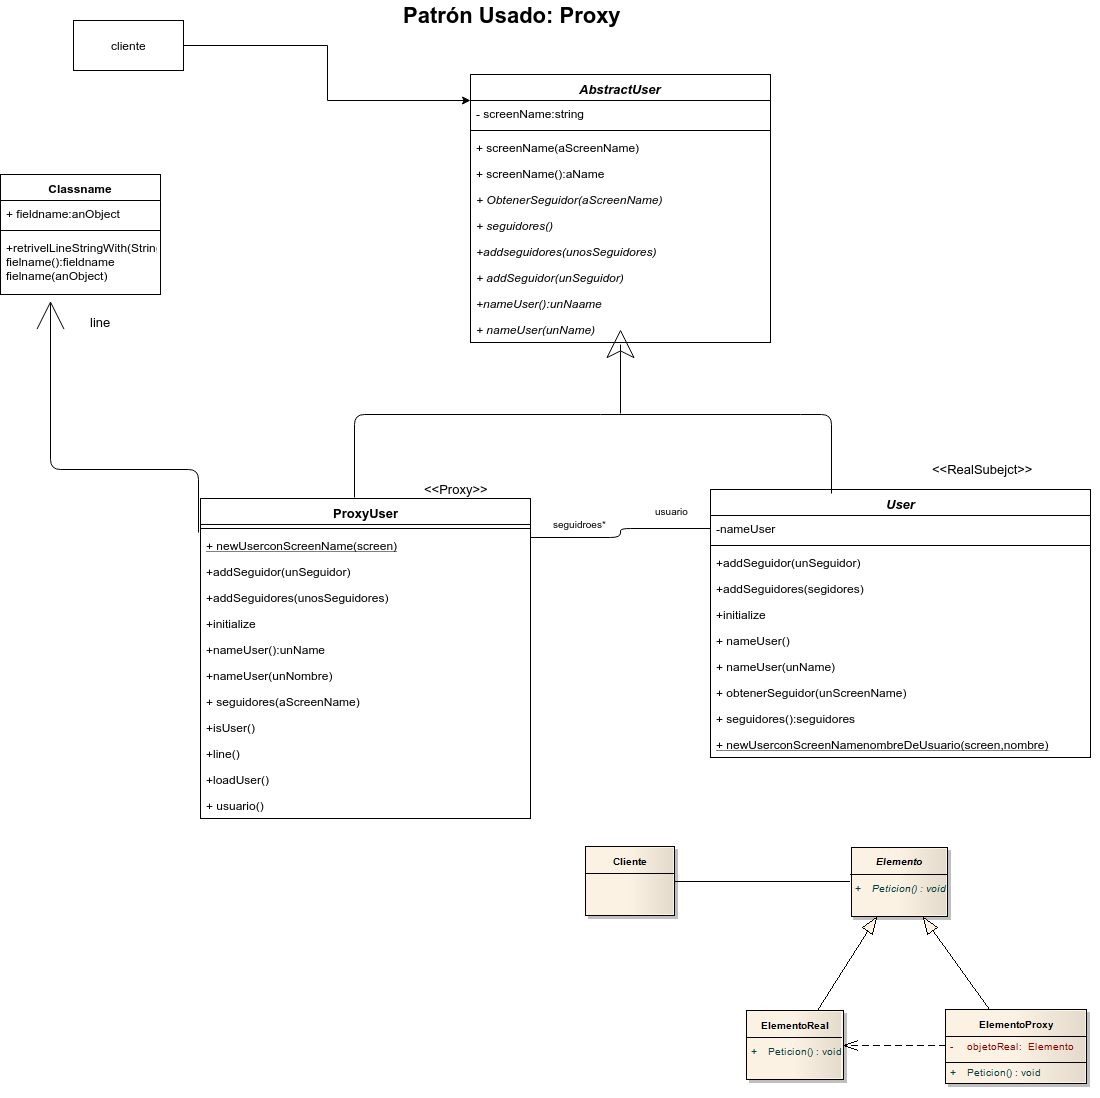 Patrón Usado: Proxy
cliente
AbstractUser
- screenName:string
+ screenName(aScreenName)
+ screenName():aName
+ ObtenerSeguidor(aScreenName)
+ seguidores()
+addseguidores(unosSeguidores)
+ addSeguidor(unSeguidor)
+nameUser():unNaame
+ nameUser(unName)
Classname
+ fieldname:anObject
+retrivelLineStringWith(Strin
fielname():fieldname
fielname(anObject)
line
<<Proxy>>
ProxyUser
+ newUserconScreenName(screen)
+addSeguidor(unSeguidor)
+addSeguidores(unosSeguidores)
+initialize
+nameUser():unName
+nameUser(unNombre)
+ seguidores(aScreenName)
+isUser()
+line()
+loadUser()
+ usuario()
seguidroes*
usuario
<<RealSubejct>>
User
-nameUser
+addSeguidor(unSeguidor)
+addSeguidores(segidores)
+initialize
+ nameUser()
+ nameUser(unName)
+ obtenerSeguidor(unScreenName)
+ seguidores():seguidores
+ newUserconScreenNamenombreDeUsuario(screen,nombre)
Cliente
Elemento
+ Peticion() : void
ElementoReal
+ Peticion() : void
ElementoProxy
- objetoReal: Elemento
+ Peticion() : void